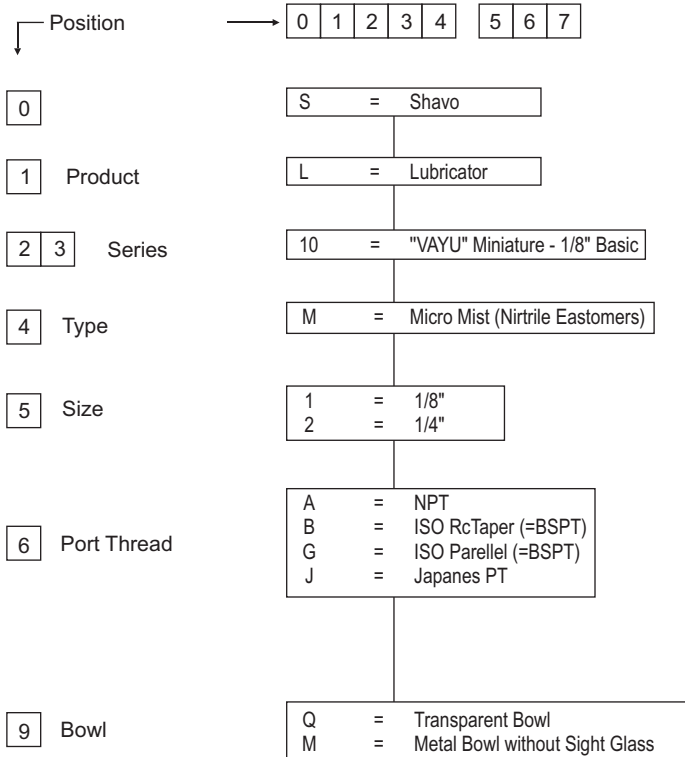 Position 0 1 2 3 4 5 6 7
0 S = Shavo
1 Product L = Lubricator
2 3 Series 10 = "VAYU" Miniature - 1/8" Basic
4 Type M = Micro Mist (Nirtrile Eastomers)
5 Size 1 = 1/8"
2 = 1/4"
A = NPT
6 Port Thread B = ISO RcTaper (=BSPT)
G = ISO Parellel (=BSPT)
J = Japanes PT
9 Bowl Q = Transparent Bowl
M = Metal Bowl without Sight Glass